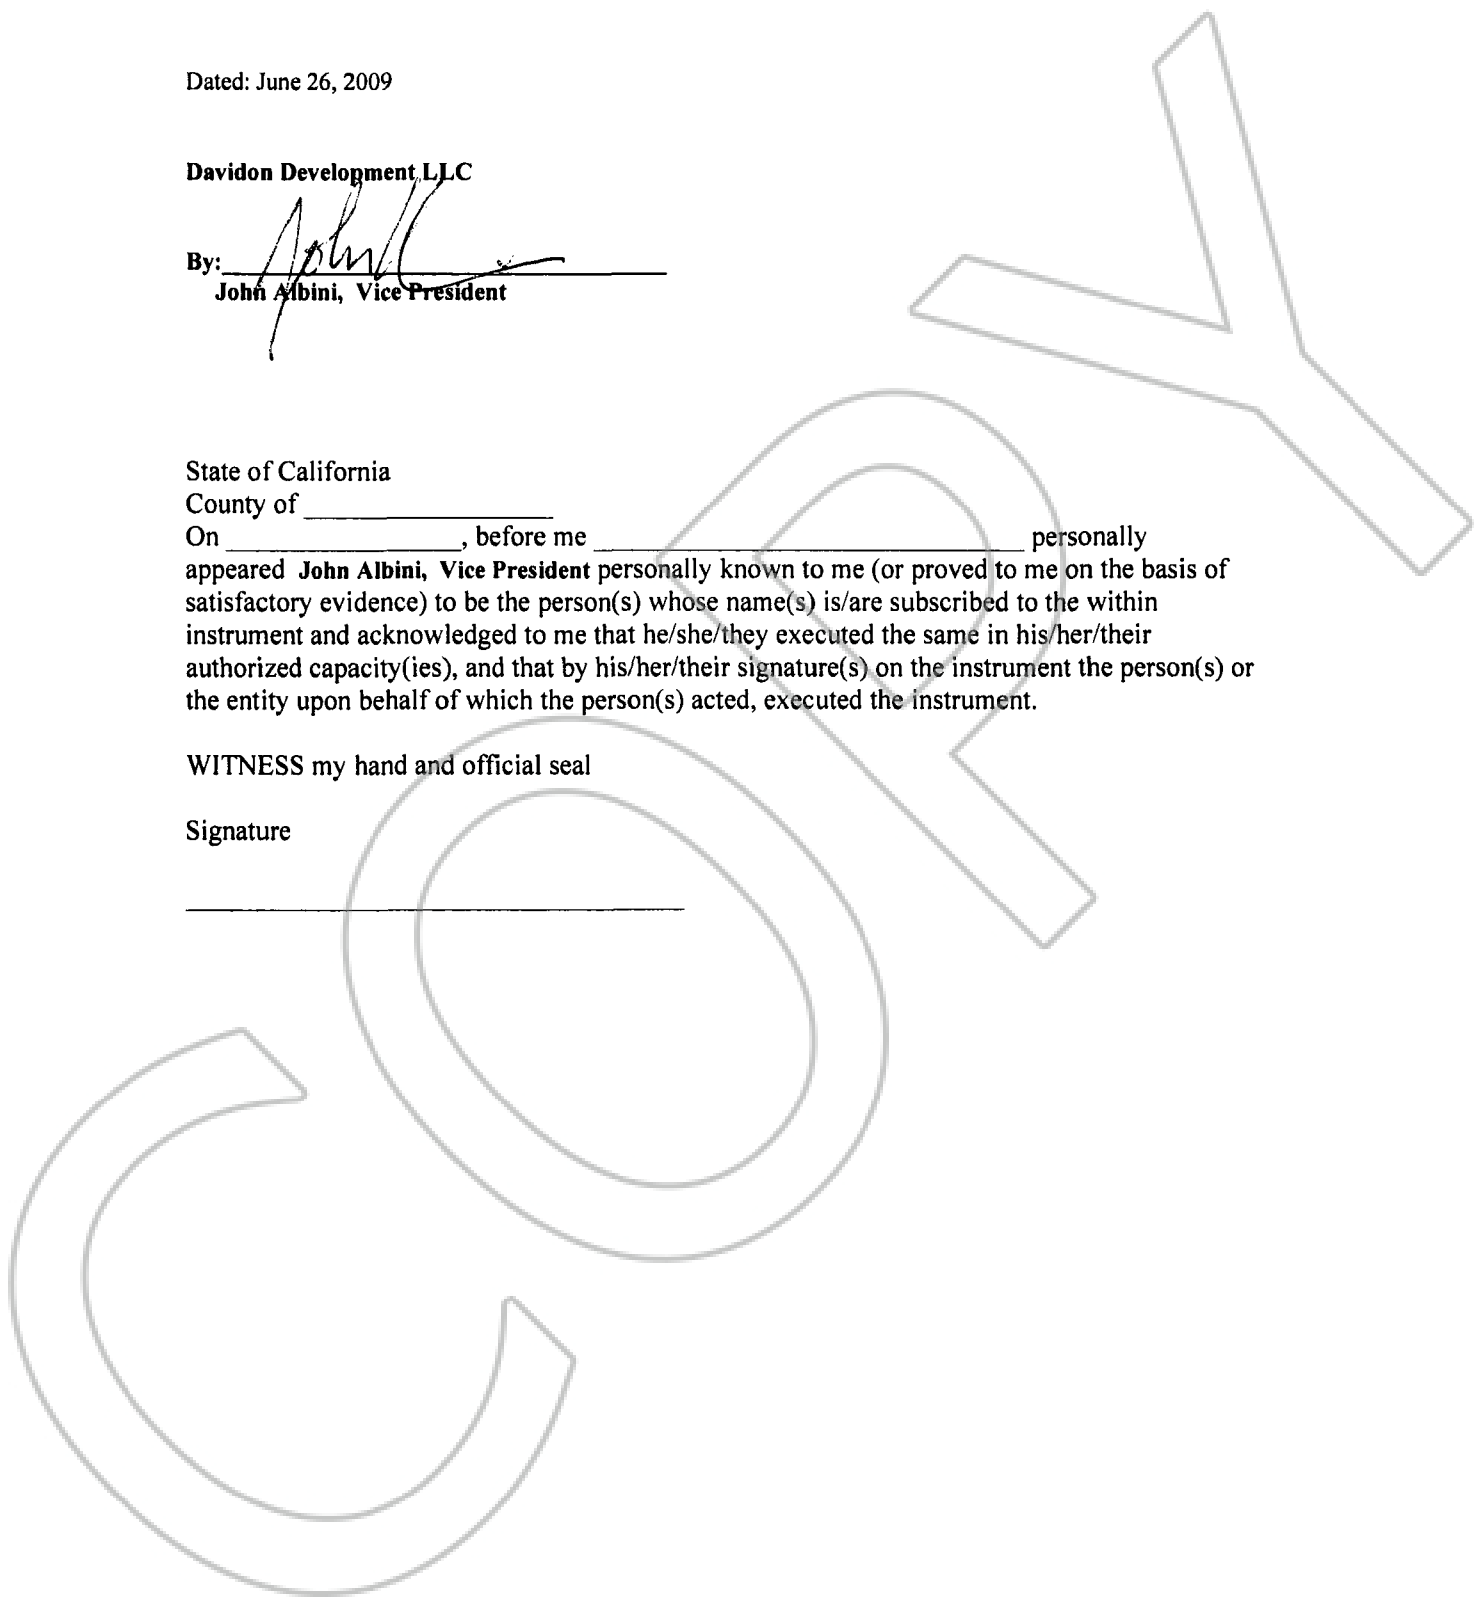 Dated: June 26, 2009
Davidon Development LLC
By:
John Albini, Vice President
State of California
County of
On , before me personally
appeared John Albini, Vice President personally known to me (or proved to me on the basis of
satisfactory evidence) to be the person(s) whose name(s) is/are subscribed to the within
instrument and acknowledged to me that he/she/they executed the same in his/her/their
authorized capacity(ies), and that by his/her/their signature(s) on the instrument the person(s) or
the entity upon behalf of which the person(s) acted, executed the instrument.
WITNESS my hand and official seal
Signature
COPY